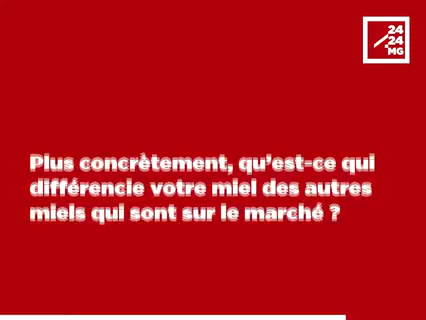 24
24
MG
Plus concrètement, qu'est-ce qui
différencie votre miel des autres
miels qui sont sur le marché ?